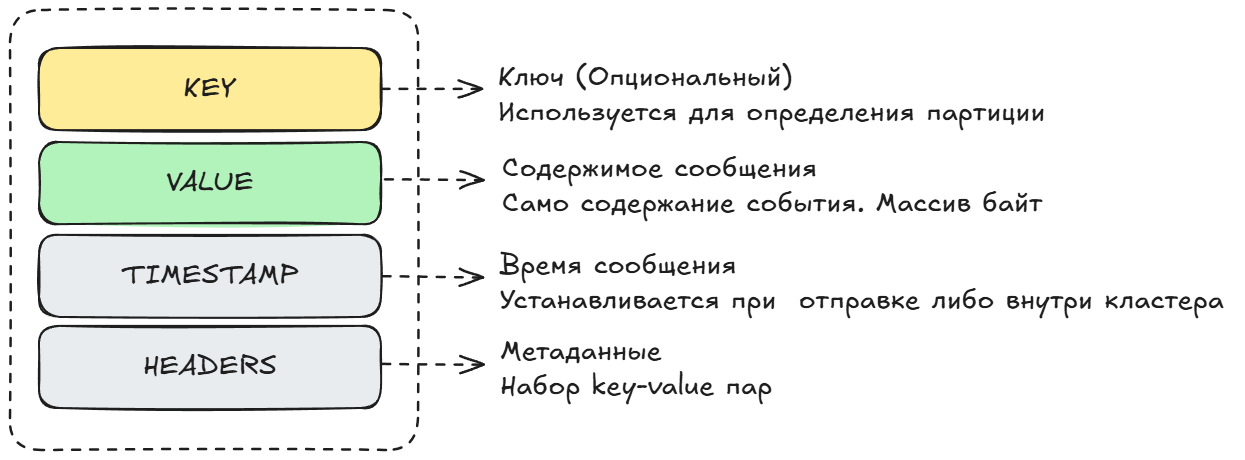 KEY
Ключ (Опциональный)
Используется для определения партиции
VALUE
Содержимое сообщения
Само содержание события. Массив байт
TIMESTAMP
Время сообщения
Устанавливается при отправке либо внутри кластера
HEADERS
Метаданные
Набор key-value пар